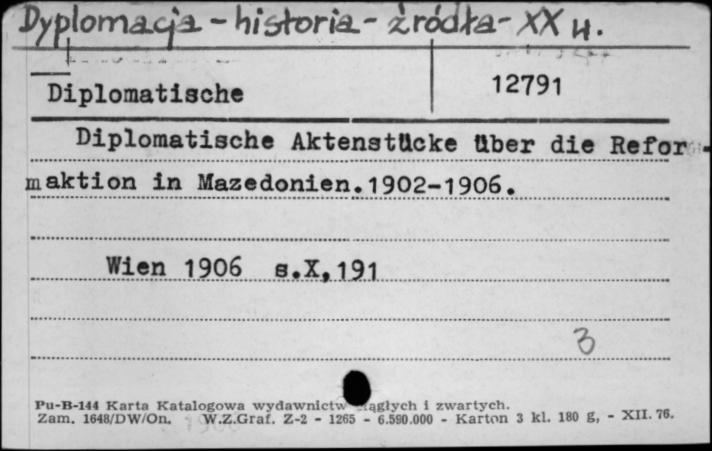 Dyplomacja - historia - źródła - XX w.
Diplomatische
12791
Diplomatische Aktenstücke über die Refor-
maktion in Mazedonien.1902-1906.
Wien 1906 s.X,191
3
Pu-B-144 Karta Katalogowa wydawnictw ciągłych i zwartych.
Zam. 1648/DW/On. W.Z.Graf. Z-2 - 1265 - 6.590.000 - Karton 3 kl. 180 g, - XII. 76.